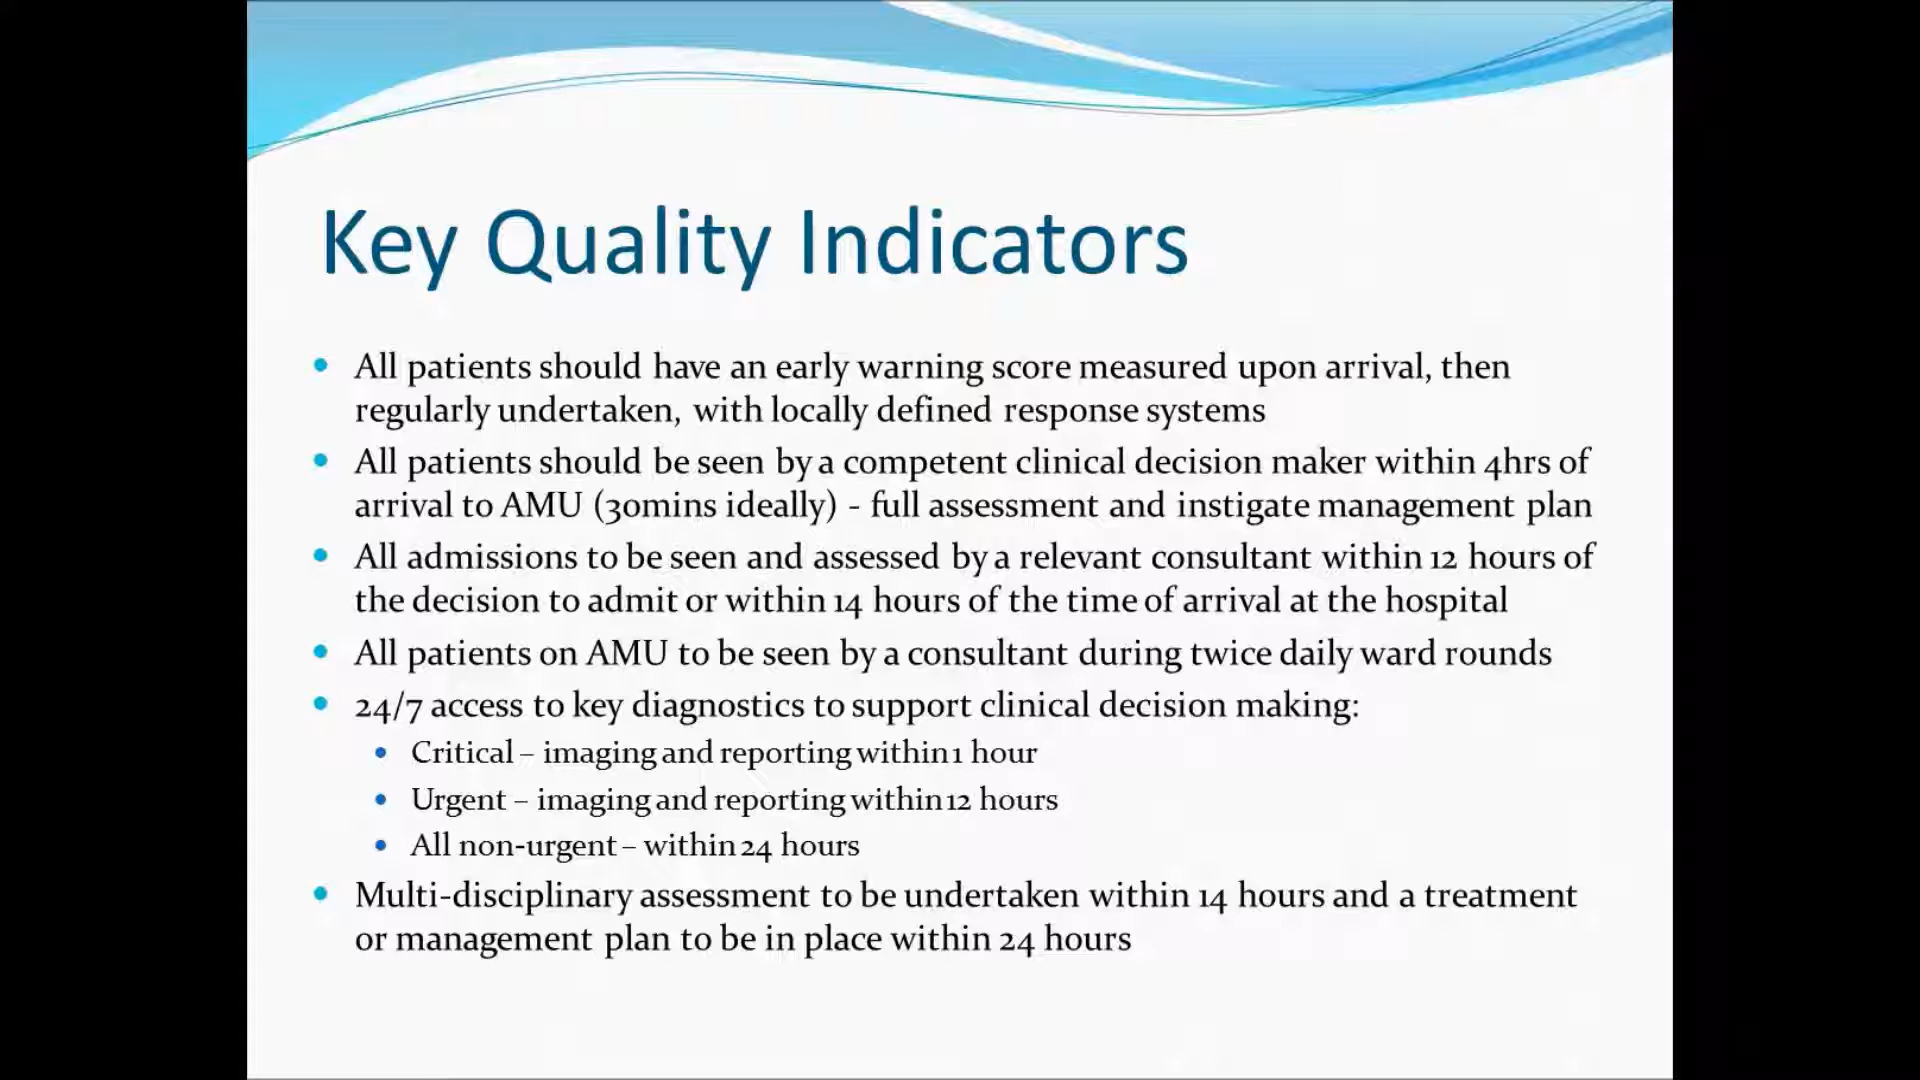 Key Quality Indicators
• All patients should have an early warning score measured upon arrival, then
regularly undertaken, with locally defined response systems
• All patients should be seen by a competent clinical decision maker within 4hrs of
arrival to AMU (30mins ideally) - full assessment and instigate management plan
• All admissions to be seen and assessed by a relevant consultant within 12 hours of
the decision to admit or within 14 hours of the time of arrival at the hospital
• All patients on AMU to be seen by a consultant during twice daily ward rounds
• 24/7 access to key diagnostics to support clinical decision making:
• Critical – imaging and reporting within 1 hour
• Urgent – imaging and reporting within 12 hours
• All non-urgent – within 24 hours
• Multi-disciplinary assessment to be undertaken within 14 hours and a treatment
or management plan to be in place within 24 hours